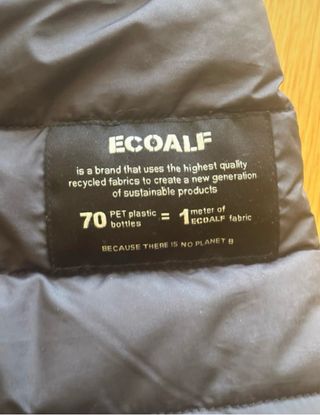 ECOALF
is a brand that uses the highest quality
recycled fabrics to create a new generation
of sustainable products
70 PET plastic bottles = 1 meter of ECOALF fabric
BECAUSE THERE IS NO PLANET B